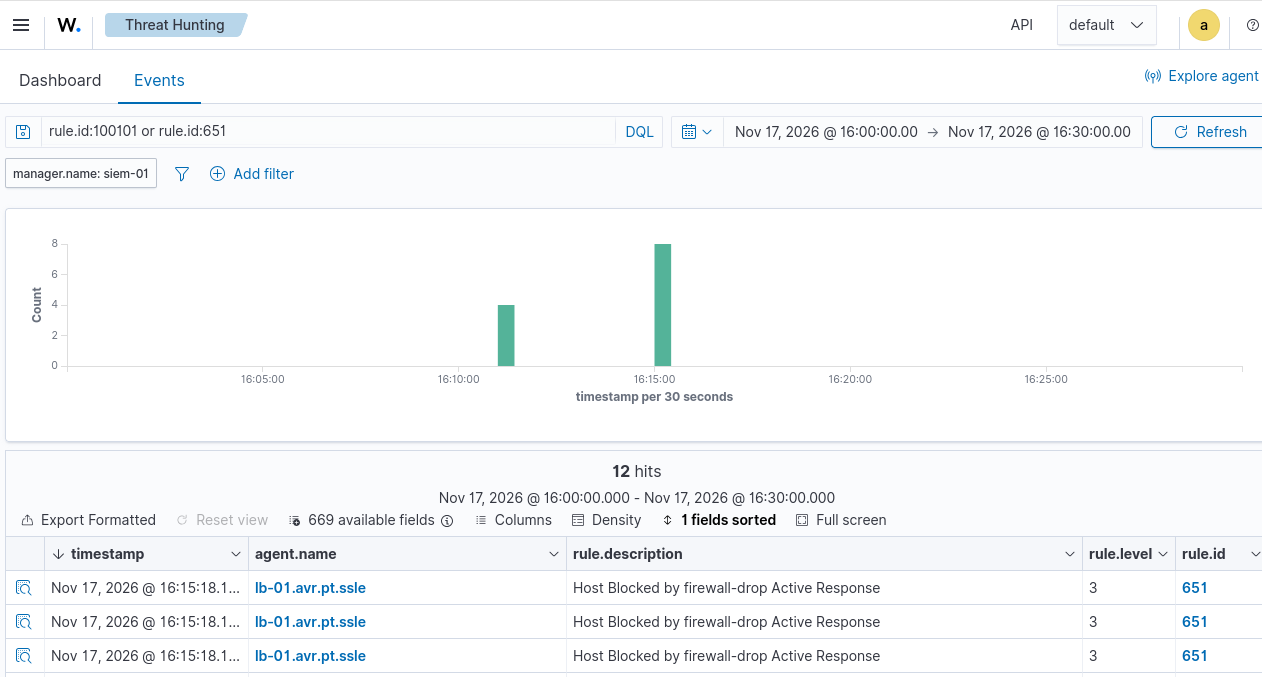 W. Threat Hunting API default a
Dashboard Events Explore agent
rule.id:100101 or rule.id:651 DQL Nov 17, 2026 @ 16:00:00.00 → Nov 17, 2026 @ 16:30:00.00 Refresh
manager.name: siem-01 Add filter
8
6
4
2
0
Count
16:05:00 16:10:00 16:15:00 16:20:00 16:25:00
timestamp per 30 seconds
12 hits
Nov 17, 2026 @ 16:00:00.000 - Nov 17, 2026 @ 16:30:00.000
Export Formatted Reset view 669 available fields Columns Density 1 fields sorted Full screen
timestamp agent.name rule.description rule.level rule.id
Nov 17, 2026 @ 16:15:18.1... lb-01.avr.pt.ssle Host Blocked by firewall-drop Active Response 3 651
Nov 17, 2026 @ 16:15:18.1... lb-01.avr.pt.ssle Host Blocked by firewall-drop Active Response 3 651
Nov 17, 2026 @ 16:15:18.1... lb-01.avr.pt.ssle Host Blocked by firewall-drop Active Response 3 651